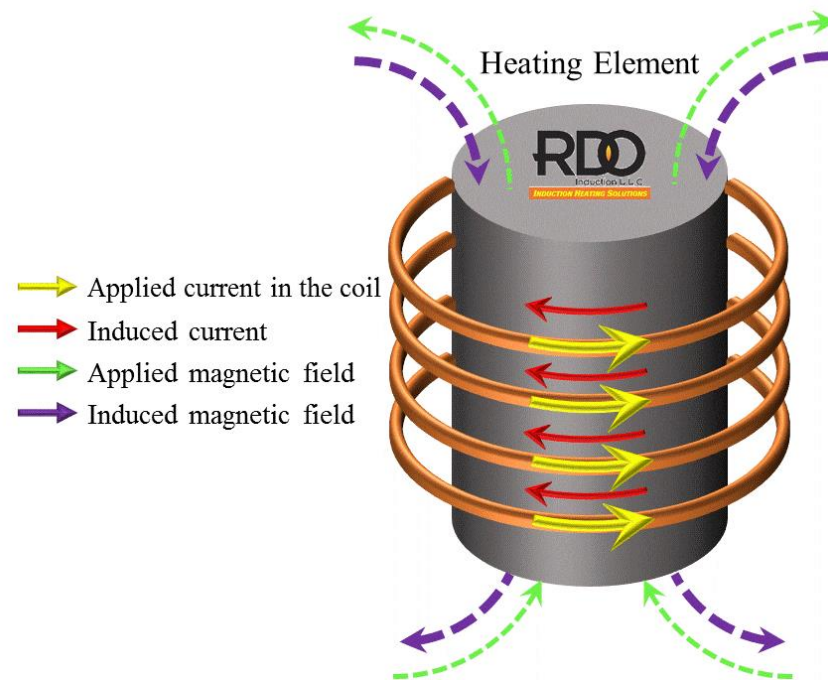 Heating Element
RDO
Induction L L C
INDUCTION HEATING SOLUTIONS
Applied current in the coil
Induced current
Applied magnetic field
Induced magnetic field